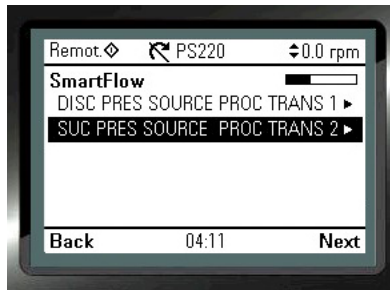 Remot. PS220 0.0 rpm
SmartFlow
DISC PRES SOURCE PROC TRANS 1
SUC PRES SOURCE PROC TRANS 2
Back 04:11 Next